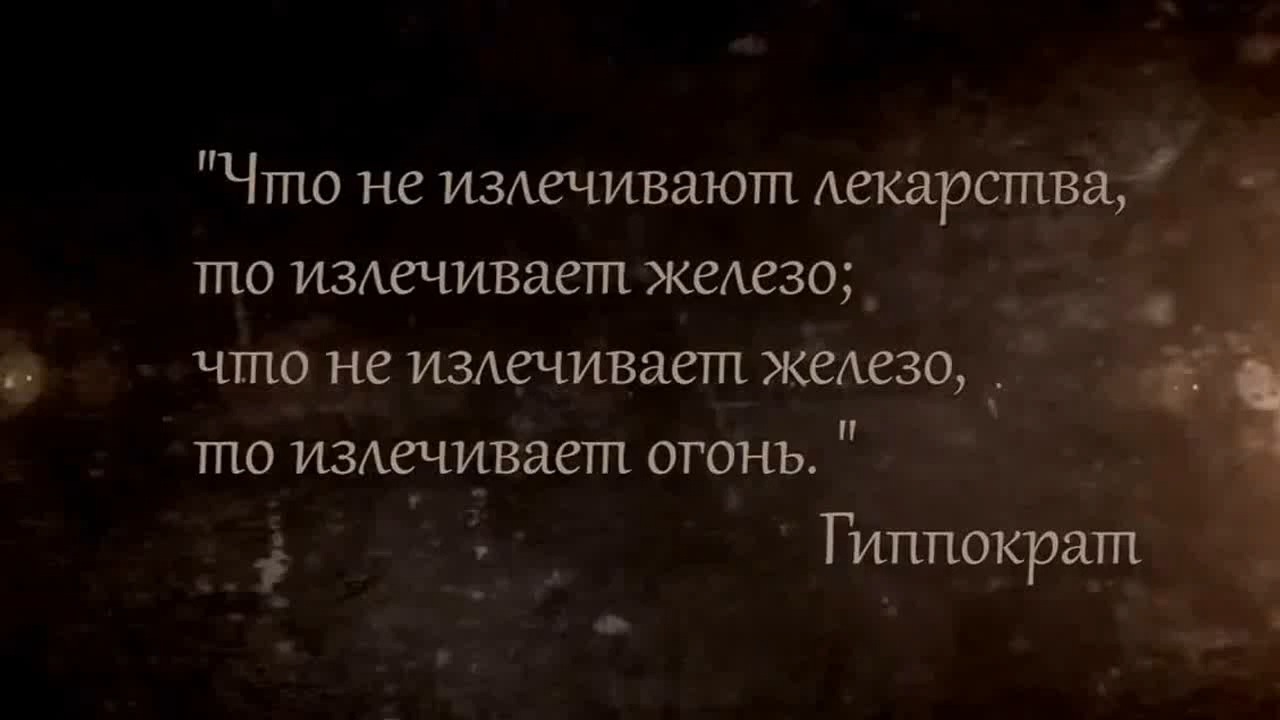 "Что не излечивают лекарства,
то излечивает железо;
что не излечивает железо,
то излечивает огонь. "
Гиппократ